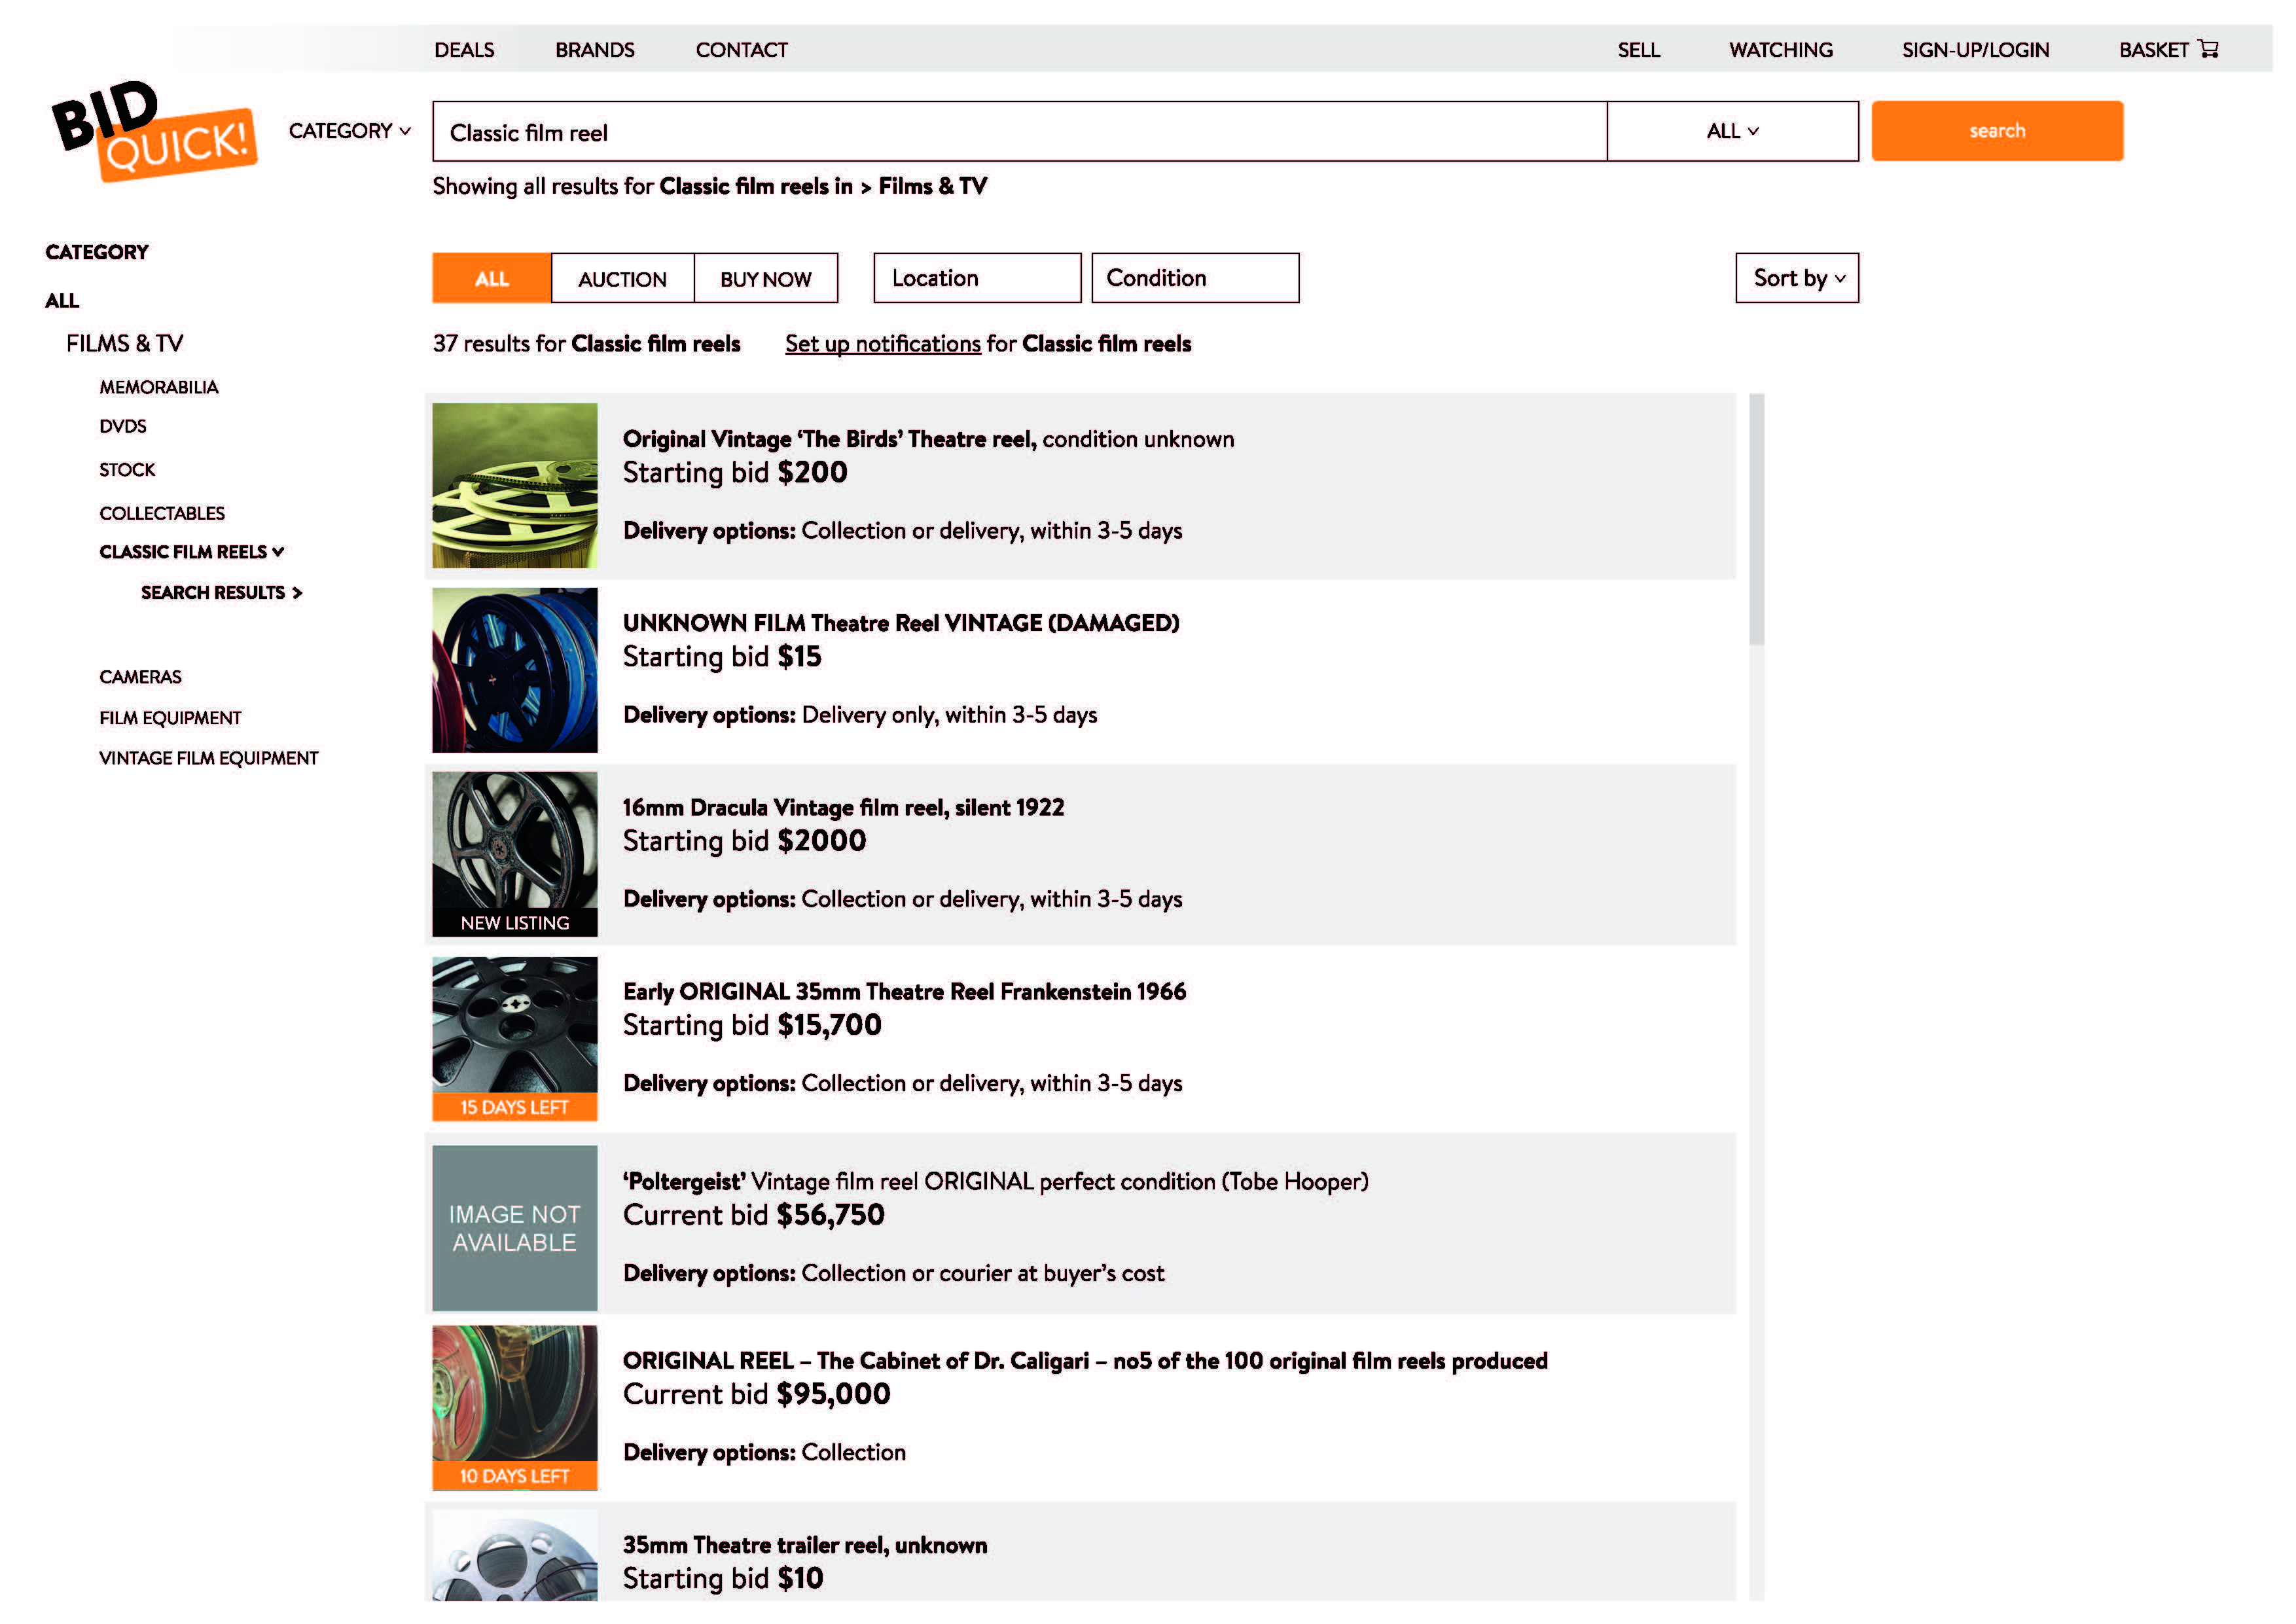 DEALS BRANDS CONTACT SELL WATCHING SIGN-UP/LOGIN BASKET
BID
QUICK!
CATEGORY Classic film reel ALL search
Showing all results for Classic film reels in > Films & TV
CATEGORY
ALL
FILMS & TV
MEMORABILIA
DVDS
STOCK
COLLECTABLES
CLASSIC FILM REELS
SEARCH RESULTS >
CAMERAS
FILM EQUIPMENT
VINTAGE FILM EQUIPMENT
ALL AUCTION BUY NOW Location Condition Sort by
37 results for Classic film reels Set up notifications for Classic film reels
Original Vintage ‘The Birds’ Theatre reel, condition unknown
Starting bid $200
Delivery options: Collection or delivery, within 3-5 days
UNKNOWN FILM Theatre Reel VINTAGE (DAMAGED)
Starting bid $15
Delivery options: Delivery only, within 3-5 days
NEW LISTING
16mm Dracula Vintage film reel, silent 1922
Starting bid $2000
Delivery options: Collection or delivery, within 3-5 days
15 DAYS LEFT
Early ORIGINAL 35mm Theatre Reel Frankenstein 1966
Starting bid $15,700
Delivery options: Collection or delivery, within 3-5 days
IMAGE NOT
AVAILABLE
‘Poltergeist’ Vintage film reel ORIGINAL perfect condition (Tobe Hooper)
Current bid $56,750
Delivery options: Collection or courier at buyer’s cost
10 DAYS LEFT
ORIGINAL REEL – The Cabinet of Dr. Caligari – no5 of the 100 original film reels produced
Current bid $95,000
Delivery options: Collection
35mm Theatre trailer reel, unknown
Starting bid $10